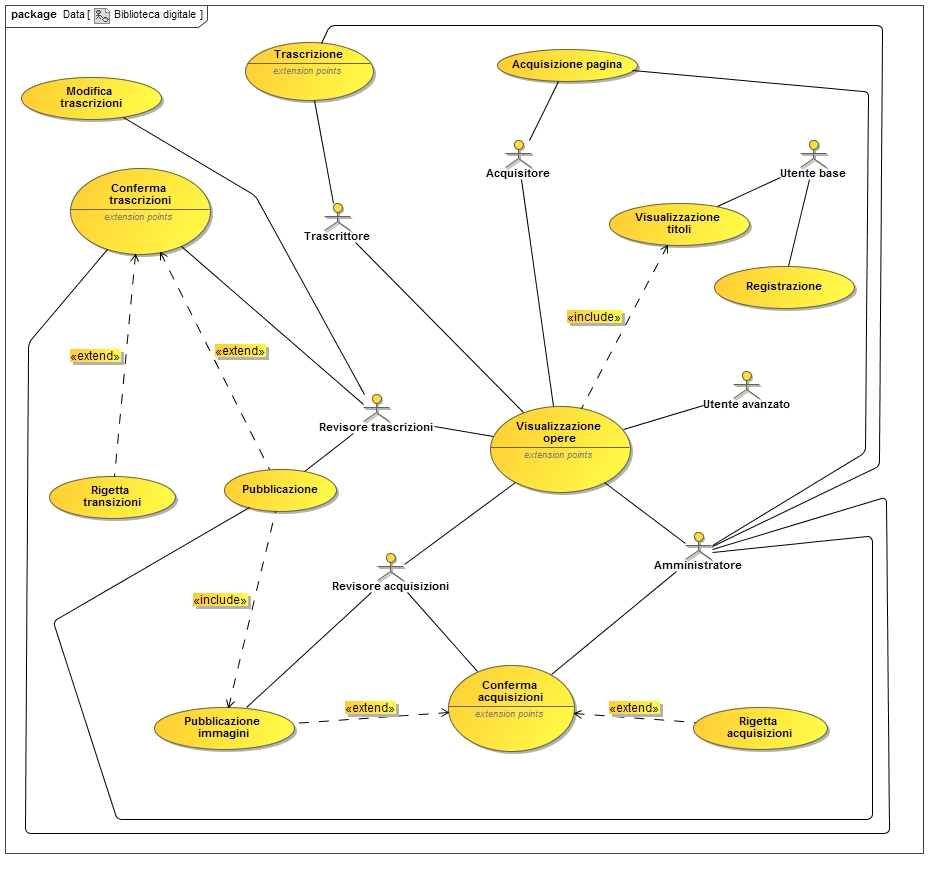 package Data [ Biblioteca digitale ]
Trascrizione
extension points
Acquisizione pagina
Modifica
trascrizioni
Acquisitore
Utente base
Conferma
trascrizioni
extension points
Visualizzazione
titoli
Trascrittore
Registrazione
«include»
«extend»
«extend»
Utente avanzato
Revisore trascrizioni
Visualizzazione
opere
extension points
Rigetta
transizioni
Pubblicazione
Amministratore
Revisore acquisizioni
«include»
Conferma
acquisizioni
extension points
«extend»
«extend»
Pubblicazione
immagini
Rigetta
acquisizioni